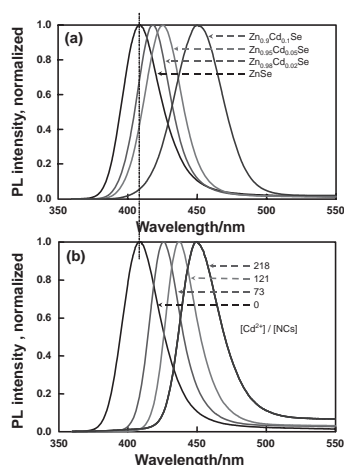 (a)
PL intensity, normalized
1.0
0.8
0.6
0.4
0.2
0.0
Zn0.9Cd0.1Se
Zn0.95Cd0.05Se
Zn0.98Cd0.02Se
ZnSe
350 400 450 500 550
Wavelength/nm
(b)
PL intensity , normalized
1.0
0.8
0.6
0.4
0.2
0.0
218
121
73
0
[Cd2+] / [NCs]
350 400 450 500 550
Wavelength/nm